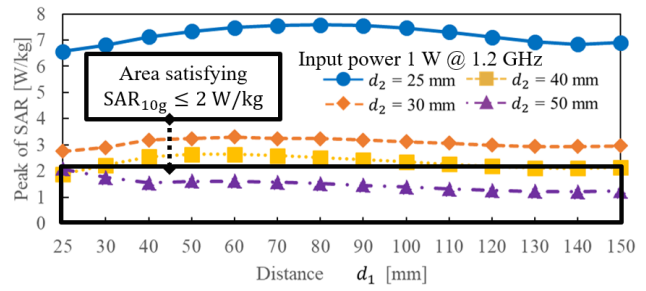 Peak of SAR [W/kg]
8
7
6
5
4
3
2
1
0
Area satisfying
SAR10g ≤ 2 W/kg
Input power 1 W @ 1.2 GHz
d2 = 25 mm
d2 = 40 mm
d2 = 30 mm
d2 = 50 mm
25 30 40 50 60 70 80 90 100 110 120 130 140 150
Distance d1 [mm]